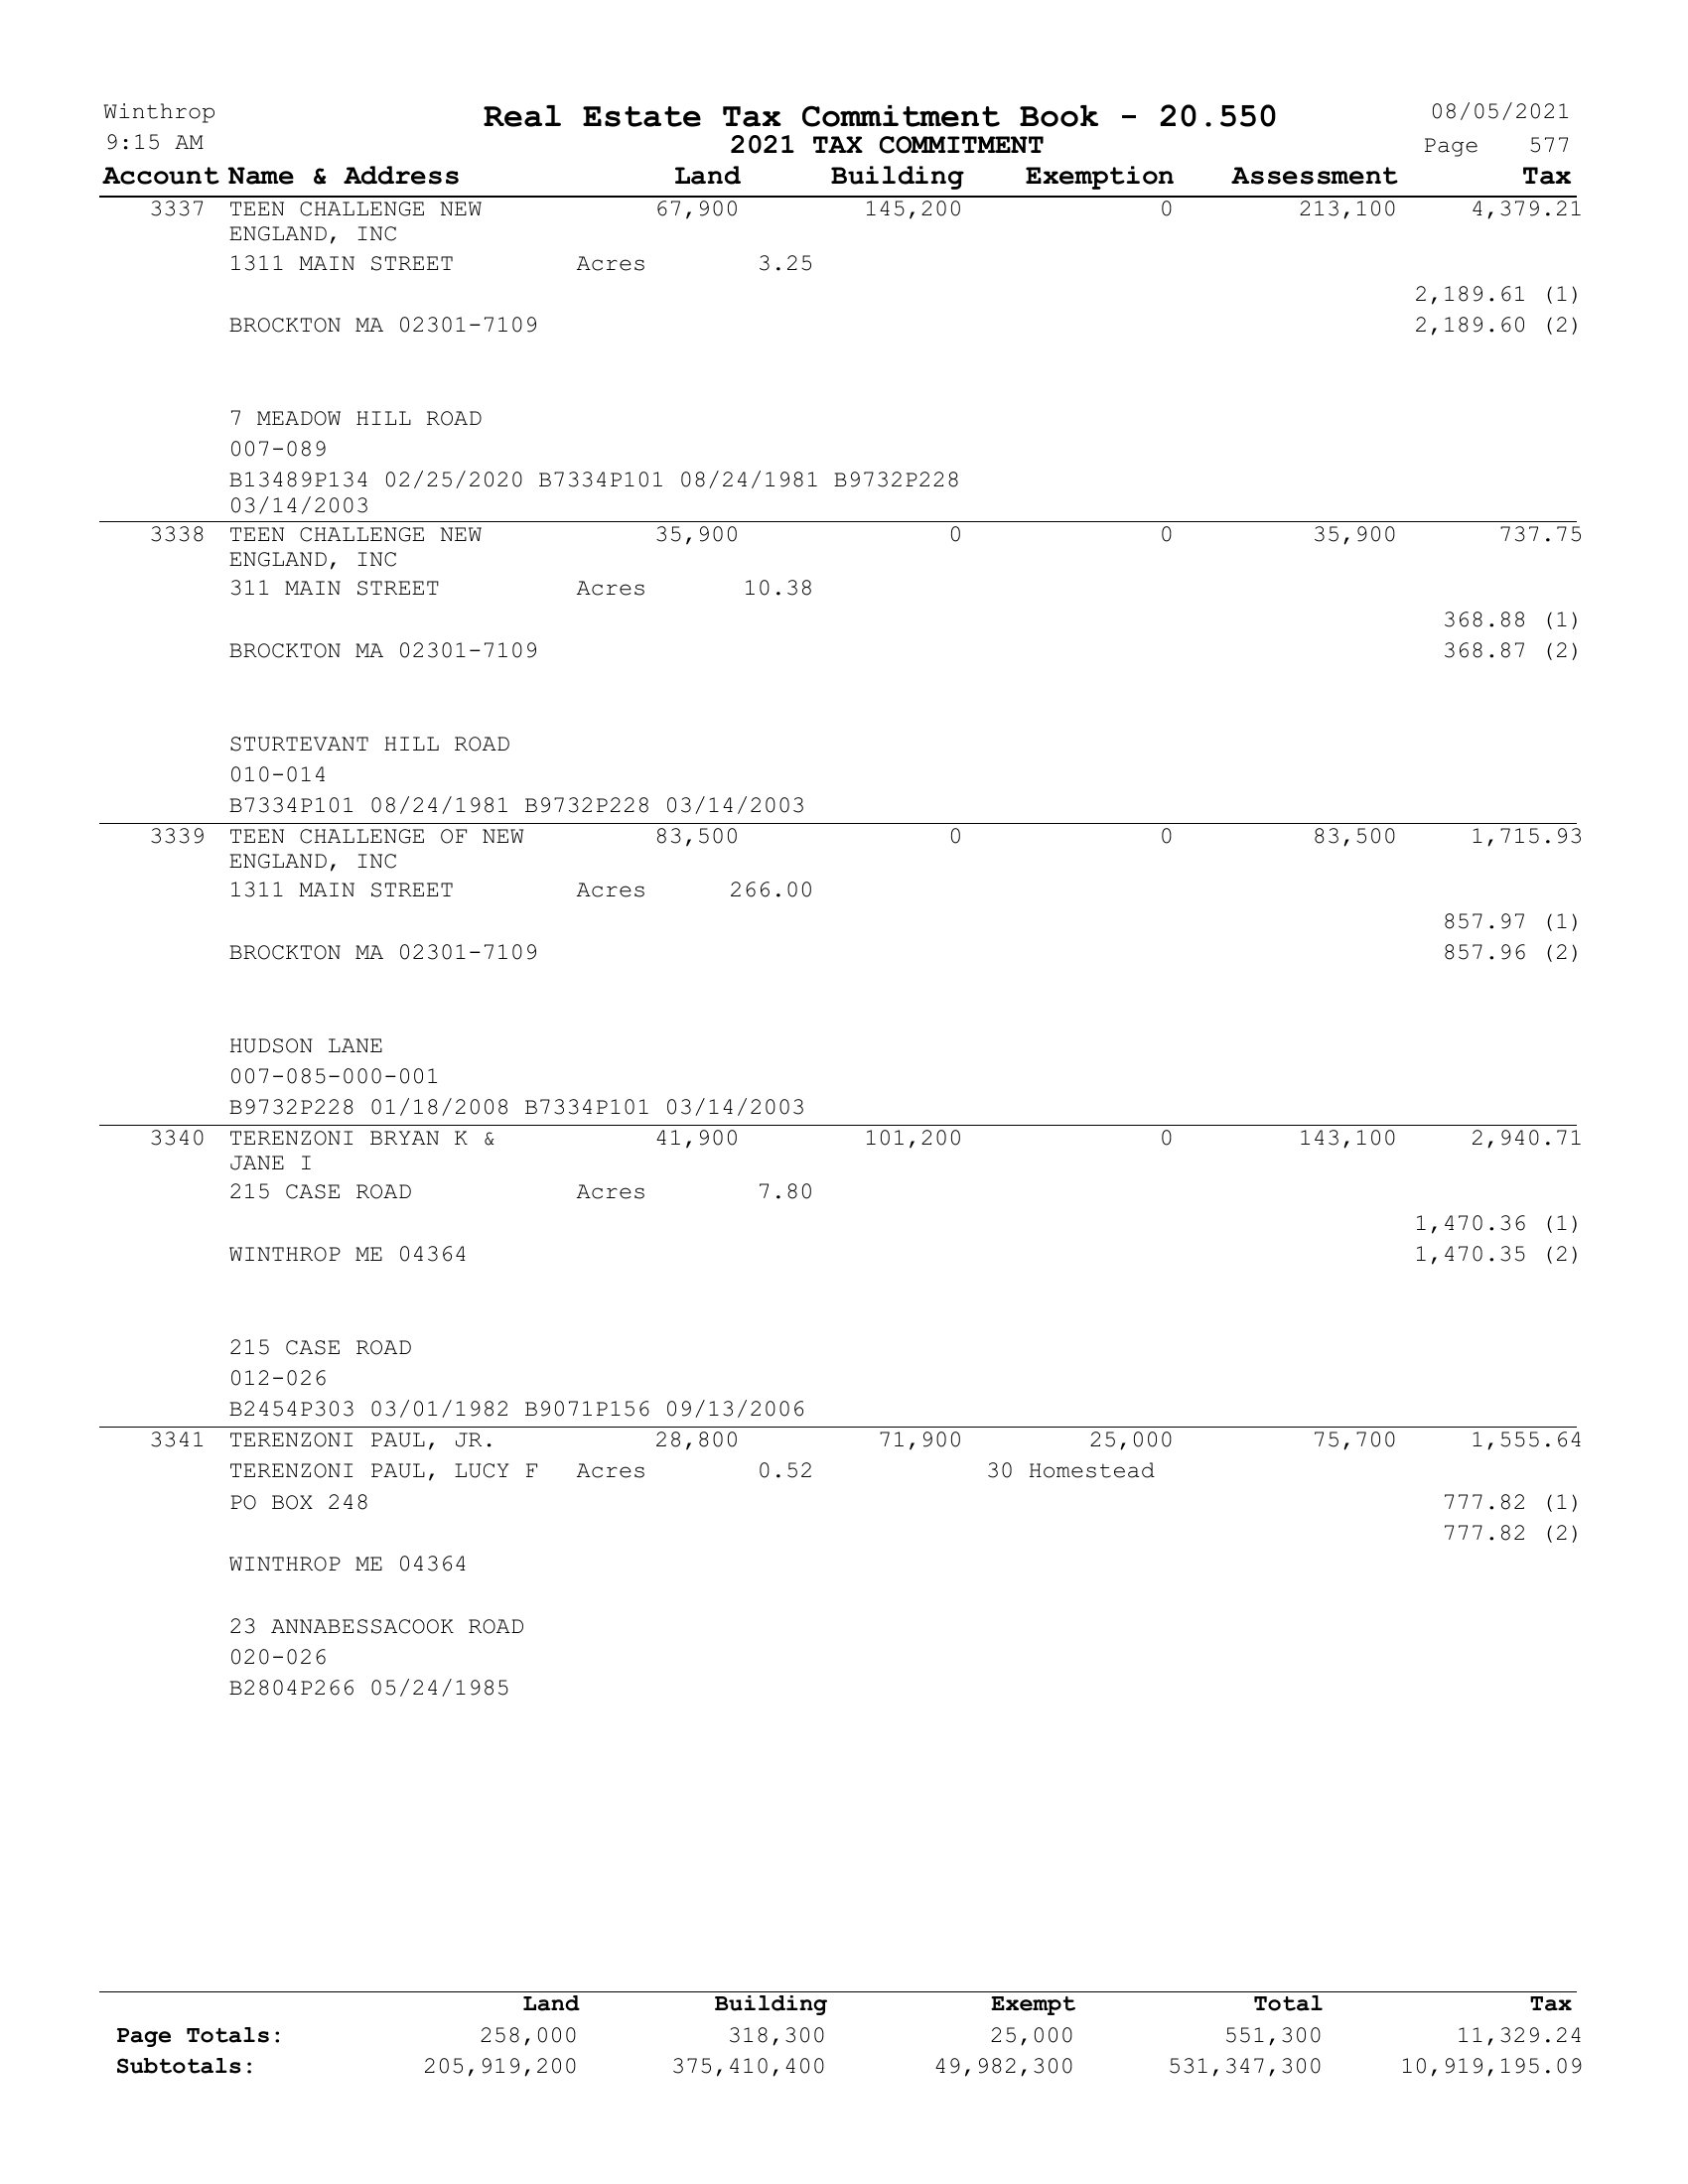 Winthrop Real Estate Tax Commitment Book - 20.550 08/05/2021
9:15 AM 2021 TAX COMMITMENT Page 577
Account Name & Address Land Building Exemption Assessment Tax
3337 TEEN CHALLENGE NEW 67,900 145,200 0 213,100 4,379.21
ENGLAND, INC
1311 MAIN STREET Acres 3.25
2,189.61 (1)
BROCKTON MA 02301-7109 2,189.60 (2)
7 MEADOW HILL ROAD
007-089
B13489P134 02/25/2020 B7334P101 08/24/1981 B9732P228
03/14/2003
3338 TEEN CHALLENGE NEW 35,900 0 0 35,900 737.75
ENGLAND, INC
311 MAIN STREET Acres 10.38
368.88 (1)
BROCKTON MA 02301-7109 368.87 (2)
STURTEVANT HILL ROAD
010-014
B7334P101 08/24/1981 B9732P228 03/14/2003
3339 TEEN CHALLENGE OF NEW 83,500 0 0 83,500 1,715.93
ENGLAND, INC
1311 MAIN STREET Acres 266.00
857.97 (1)
BROCKTON MA 02301-7109 857.96 (2)
HUDSON LANE
007-085-000-001
B9732P228 01/18/2008 B7334P101 03/14/2003
3340 TERENZONI BRYAN K & 41,900 101,200 0 143,100 2,940.71
JANE I
215 CASE ROAD Acres 7.80
1,470.36 (1)
WINTHROP ME 04364 1,470.35 (2)
215 CASE ROAD
012-026
B2454P303 03/01/1982 B9071P156 09/13/2006
3341 TERENZONI PAUL, JR. 28,800 71,900 25,000 75,700 1,555.64
TERENZONI PAUL, LUCY F Acres 0.52 30 Homestead
PO BOX 248 777.82 (1)
777.82 (2)
WINTHROP ME 04364
23 ANNABESSACOOK ROAD
020-026
B2804P266 05/24/1985
Land Building Exempt Total Tax
Page Totals: 258,000 318,300 25,000 551,300 11,329.24
Subtotals: 205,919,200 375,410,400 49,982,300 531,347,300 10,919,195.09